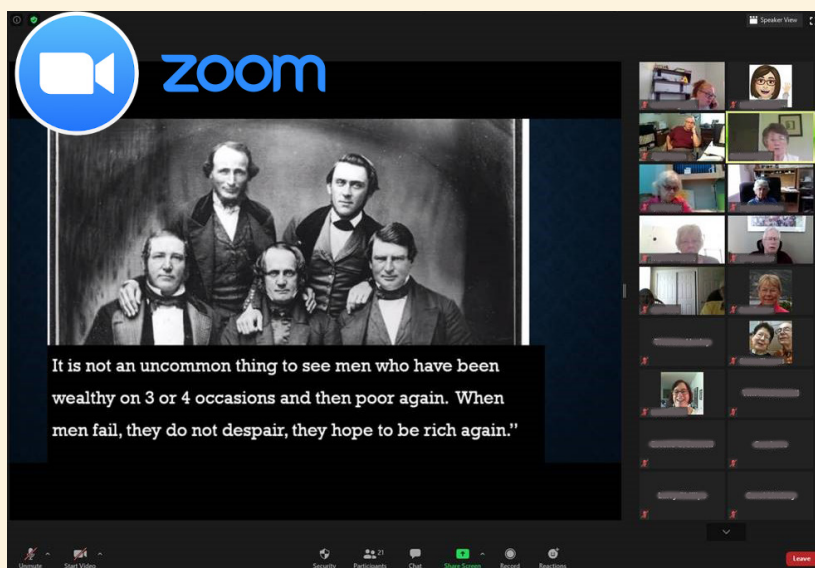 Speaker View
zoom
It is not an uncommon thing to see men who have been
wealthy on 3 or 4 occasions and then poor again. When
men fail, they do not despair, they hope to be rich again.”
Unmute
Start Video
Security
Participants
21
Chat
Share Screen
Record
Reactions
Leave